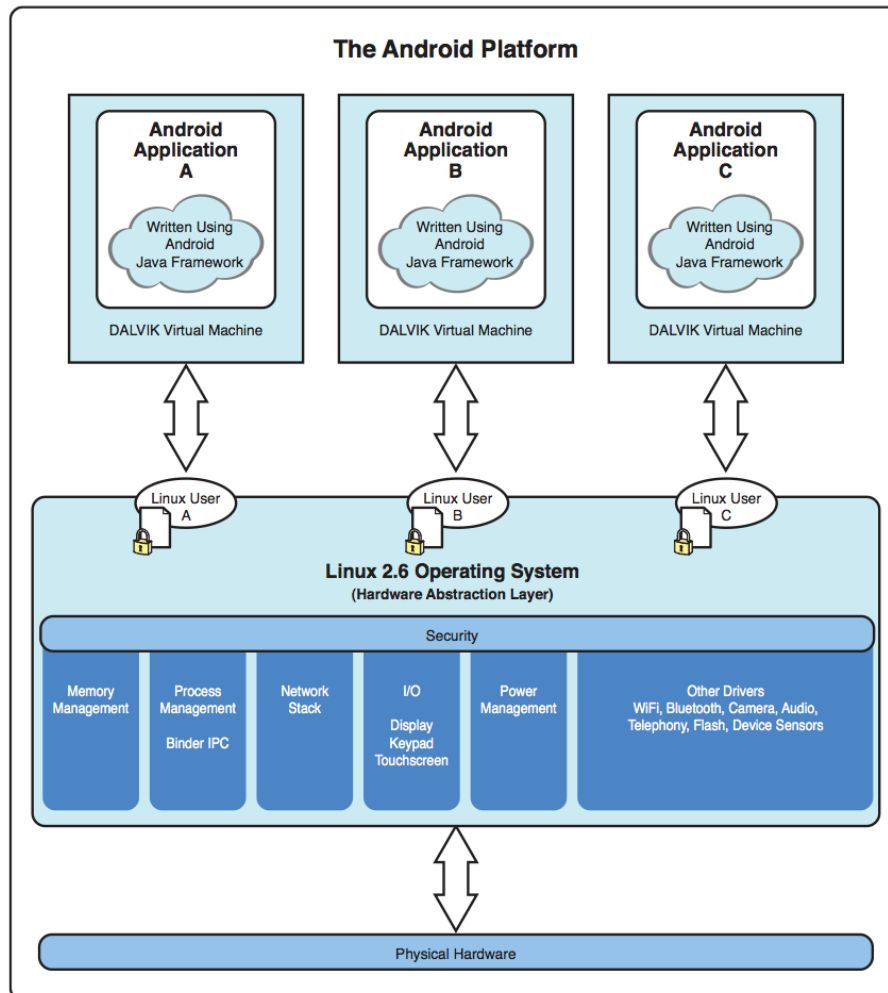 The Android Platform
Android
Application
A
Written Using
Android
Java Framework
DALVIK Virtual Machine
Android
Application
B
Written Using
Android
Java Framework
DALVIK Virtual Machine
Android
Application
C
Written Using
Android
Java Framework
DALVIK Virtual Machine
Linux User
A
Linux User
B
Linux User
C
Linux 2.6 Operating System
(Hardware Abstraction Layer)
Security
Memory
Management
Process
Management
Binder IPC
Network
Stack
I/O
Display
Keypad
Touchscreen
Power
Management
Other Drivers
WiFi, Bluetooth, Camera, Audio,
Telephony, Flash, Device Sensors
Physical Hardware